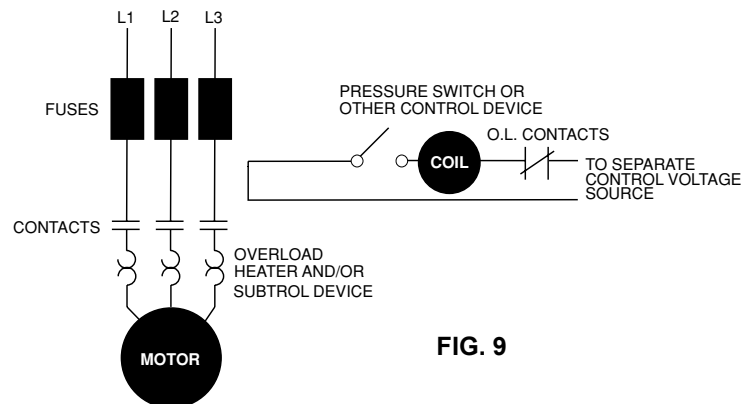 L1 L2 L3
FUSES
PRESSURE SWITCH OR
OTHER CONTROL DEVICE
O.L. CONTACTS
COIL
TO SEPARATE
CONTROL VOLTAGE
SOURCE
CONTACTS
OVERLOAD
HEATER AND/OR
SUBTROL DEVICE
MOTOR
FIG. 9